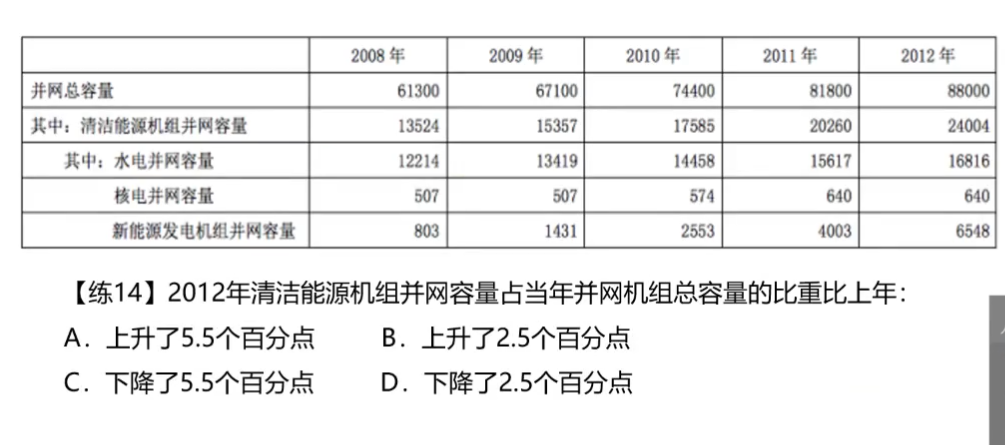 2008 年 2009 年 2010 年 2011 年 2012 年
并网总容量 61300 67100 74400 81800 88000
其中：清洁能源机组并网容量 13524 15357 17585 20260 24004
其中：水电并网容量 12214 13419 14458 15617 16816
核电并网容量 507 507 574 640 640
新能源发电机组并网容量 803 1431 2553 4003 6548
【练14】2012年清洁能源机组并网容量占当年并网机组总容量的比重比上年：
A．上升了5.5个百分点 B．上升了2.5个百分点
C．下降了5.5个百分点 D．下降了2.5个百分点